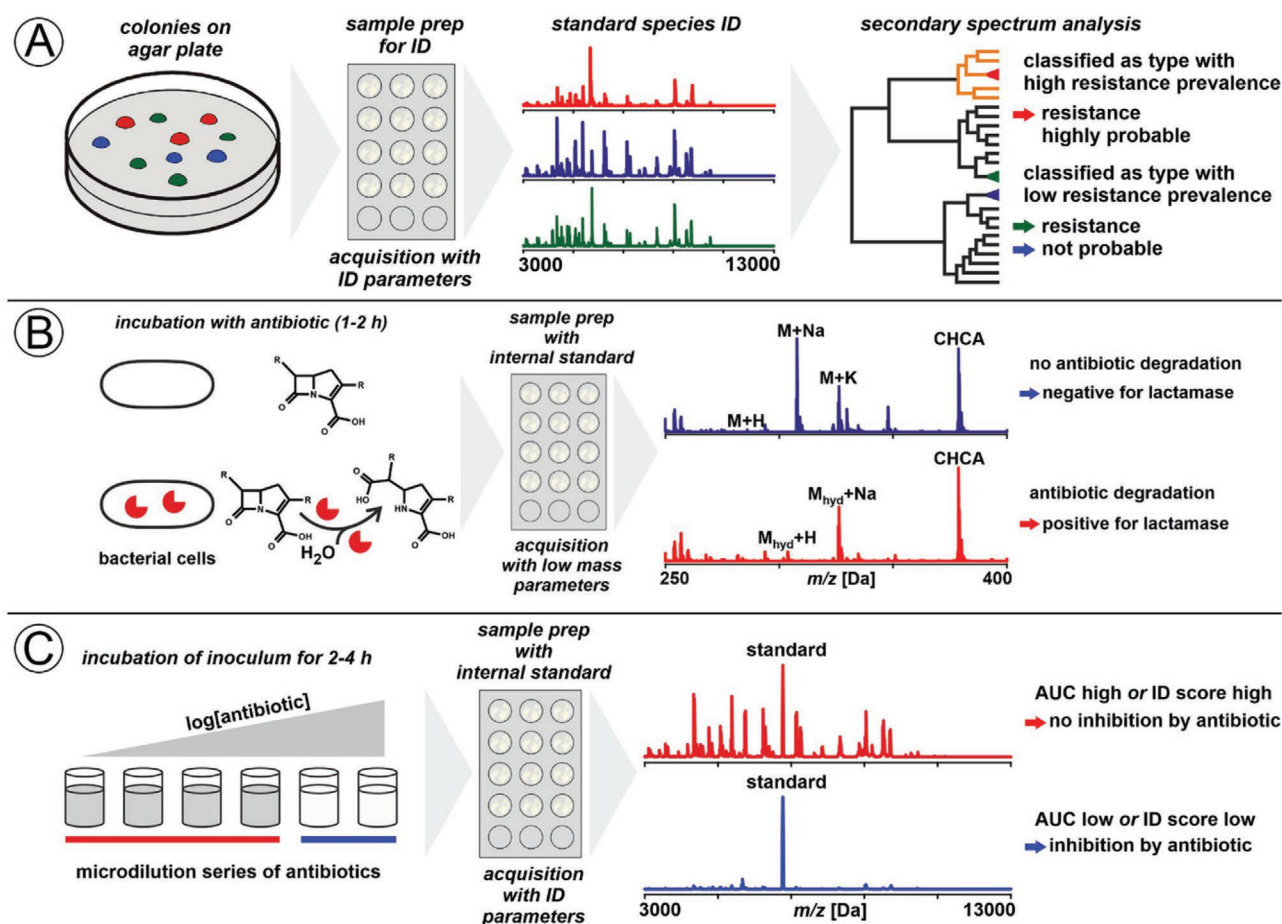 A
colonies on
agar plate
sample prep
for ID
acquisition with
ID parameters
standard species ID
3000
13000
secondary spectrum analysis
classified as type with
high resistance prevalence
resistance
highly probable
classified as type with
low resistance prevalence
resistance
not probable
B
incubation with antibiotic (1-2 h)
R
R
O
N
O
OH
R
R
O
N
O
OH
H2O
R
O
HO
R
HN
O
OH
bacterial cells
sample prep
with
internal standard
acquisition
with low mass
parameters
M+H
M+Na
M+K
CHCA
no antibiotic degradation
negative for lactamase
Mhyd+H
Mhyd+Na
CHCA
antibiotic degradation
positive for lactamase
250
m/z [Da]
400
C
incubation of inoculum for 2-4 h
log[antibiotic]
microdilution series of antibiotics
sample prep
with
internal standard
acquisition
with ID
parameters
standard
AUC high or ID score high
no inhibition by antibiotic
standard
AUC low or ID score low
inhibition by antibiotic
3000
m/z [Da]
13000